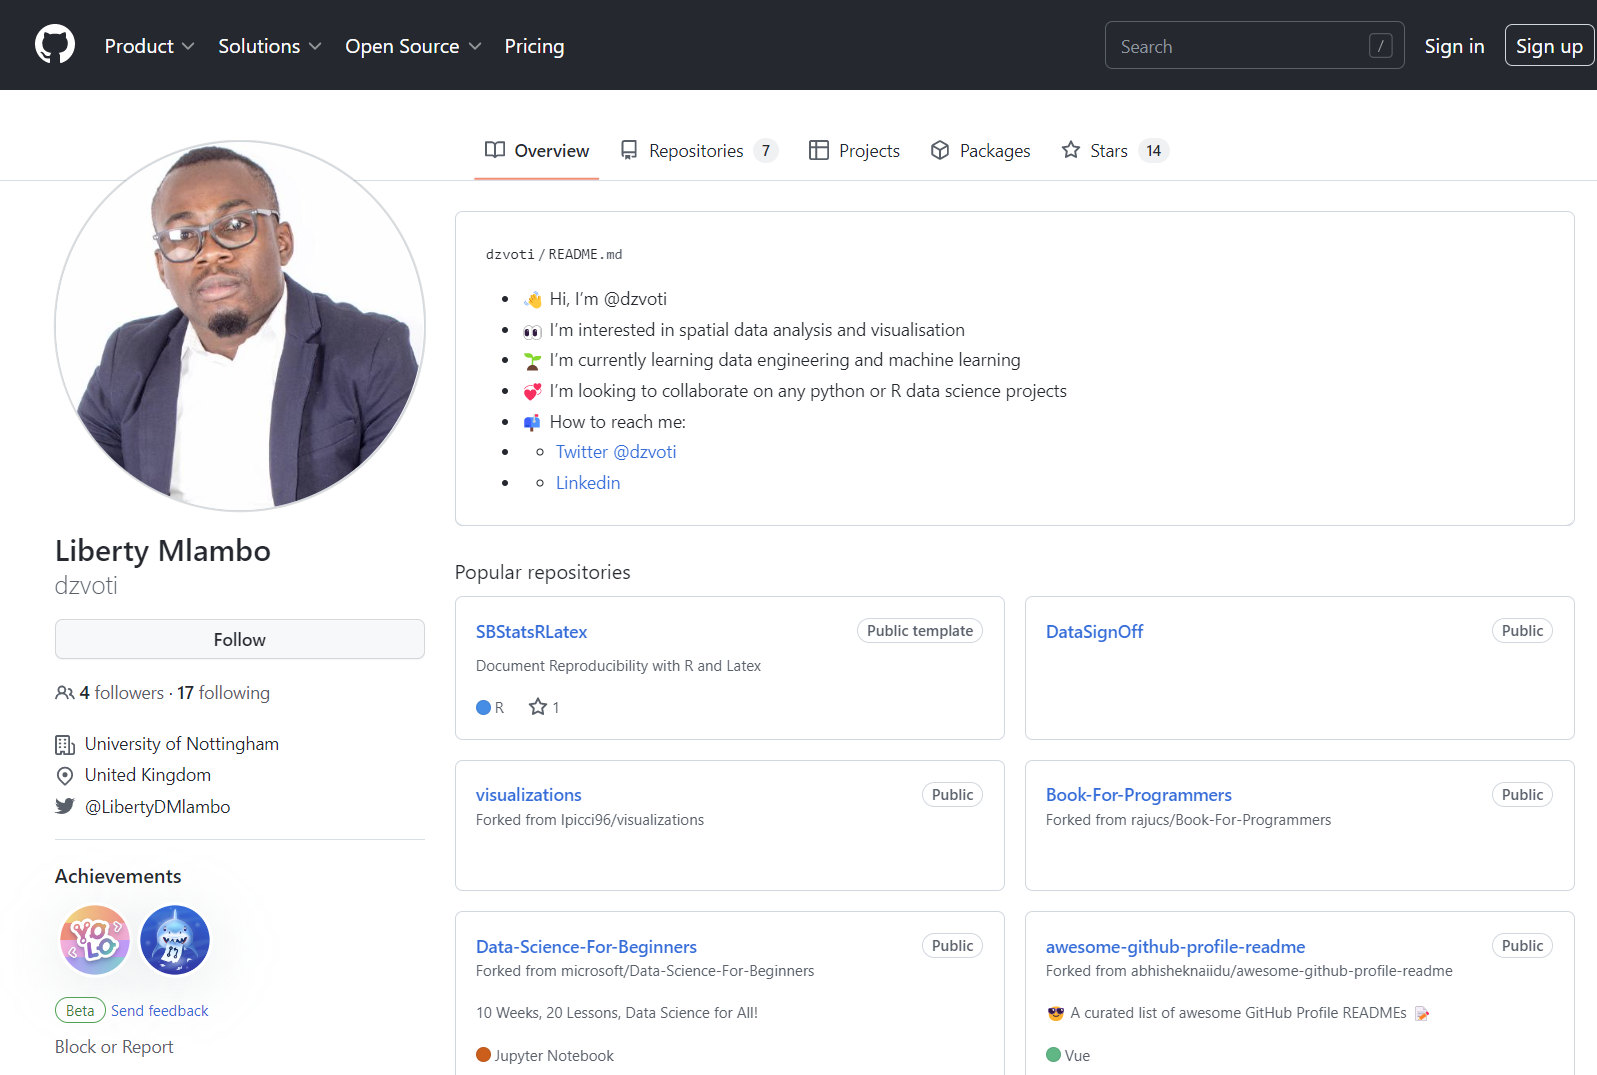 Product Solutions Open Source Pricing Search / Sign in Sign up
Overview Repositories 7 Projects Packages Stars 14
dzvoti / README.md
👋 Hi, I’m @dzvoti
👀 I’m interested in spatial data analysis and visualisation
🌱 I’m currently learning data engineering and machine learning
💞️ I’m looking to collaborate on any python or R data science projects
📫 How to reach me:
Twitter @dzvoti
Linkedin
Liberty Mlambo
dzvoti
Follow
4 followers · 17 following
University of Nottingham
United Kingdom
@LibertyDMlambo
Achievements
YOLO
Beta Send feedback
Block or Report
Popular repositories
SBStatsRLatex Public template
Document Reproducibility with R and Latex
R 1
DataSignOff Public
visualizations Public
Forked from lpicci96/visualizations
Book-For-Programmers Public
Forked from rajucs/Book-For-Programmers
Data-Science-For-Beginners Public
Forked from microsoft/Data-Science-For-Beginners
10 Weeks, 20 Lessons, Data Science for All!
Jupyter Notebook
awesome-github-profile-readme Public
Forked from abhisheknaiidu/awesome-github-profile-readme
😎 A curated list of awesome GitHub Profile READMEs 📝
Vue